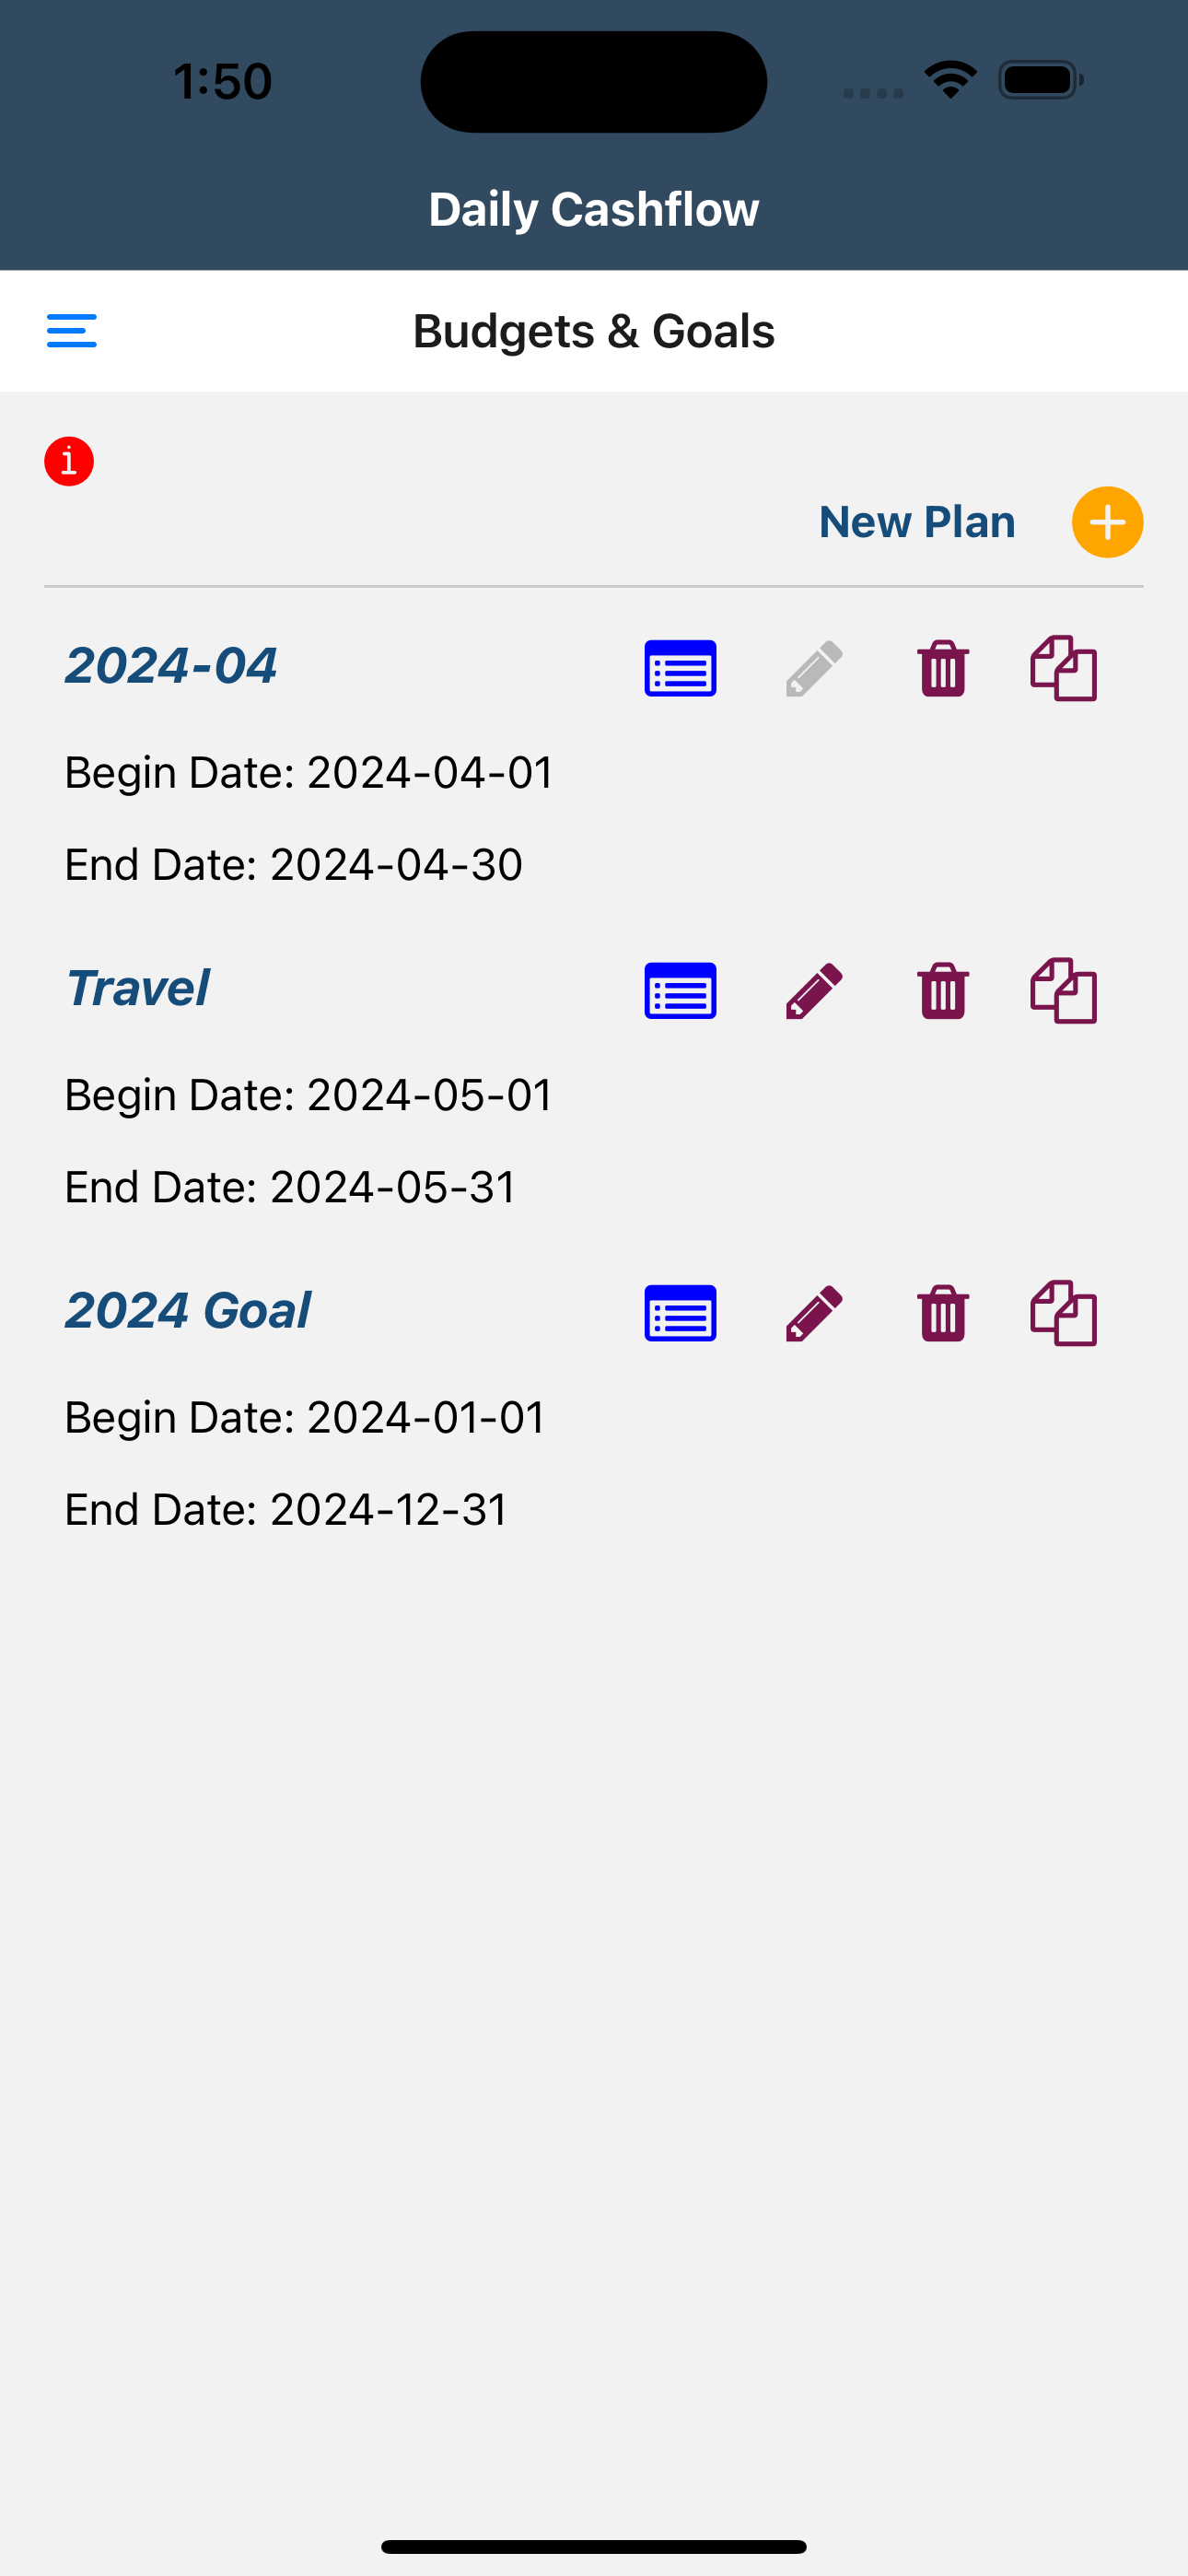 1:50
Daily Cashflow
Budgets & Goals
New Plan
2024-04
Begin Date: 2024-04-01
End Date: 2024-04-30
Travel
Begin Date: 2024-05-01
End Date: 2024-05-31
2024 Goal
Begin Date: 2024-01-01
End Date: 2024-12-31